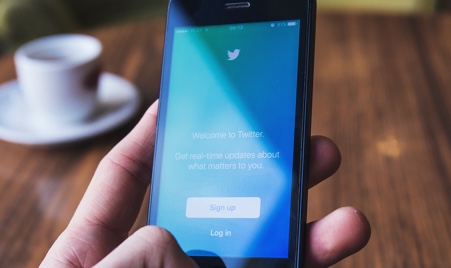 Welcome to Twitter.
Get real-time updates about
what matters to you.
Sign up
Log in